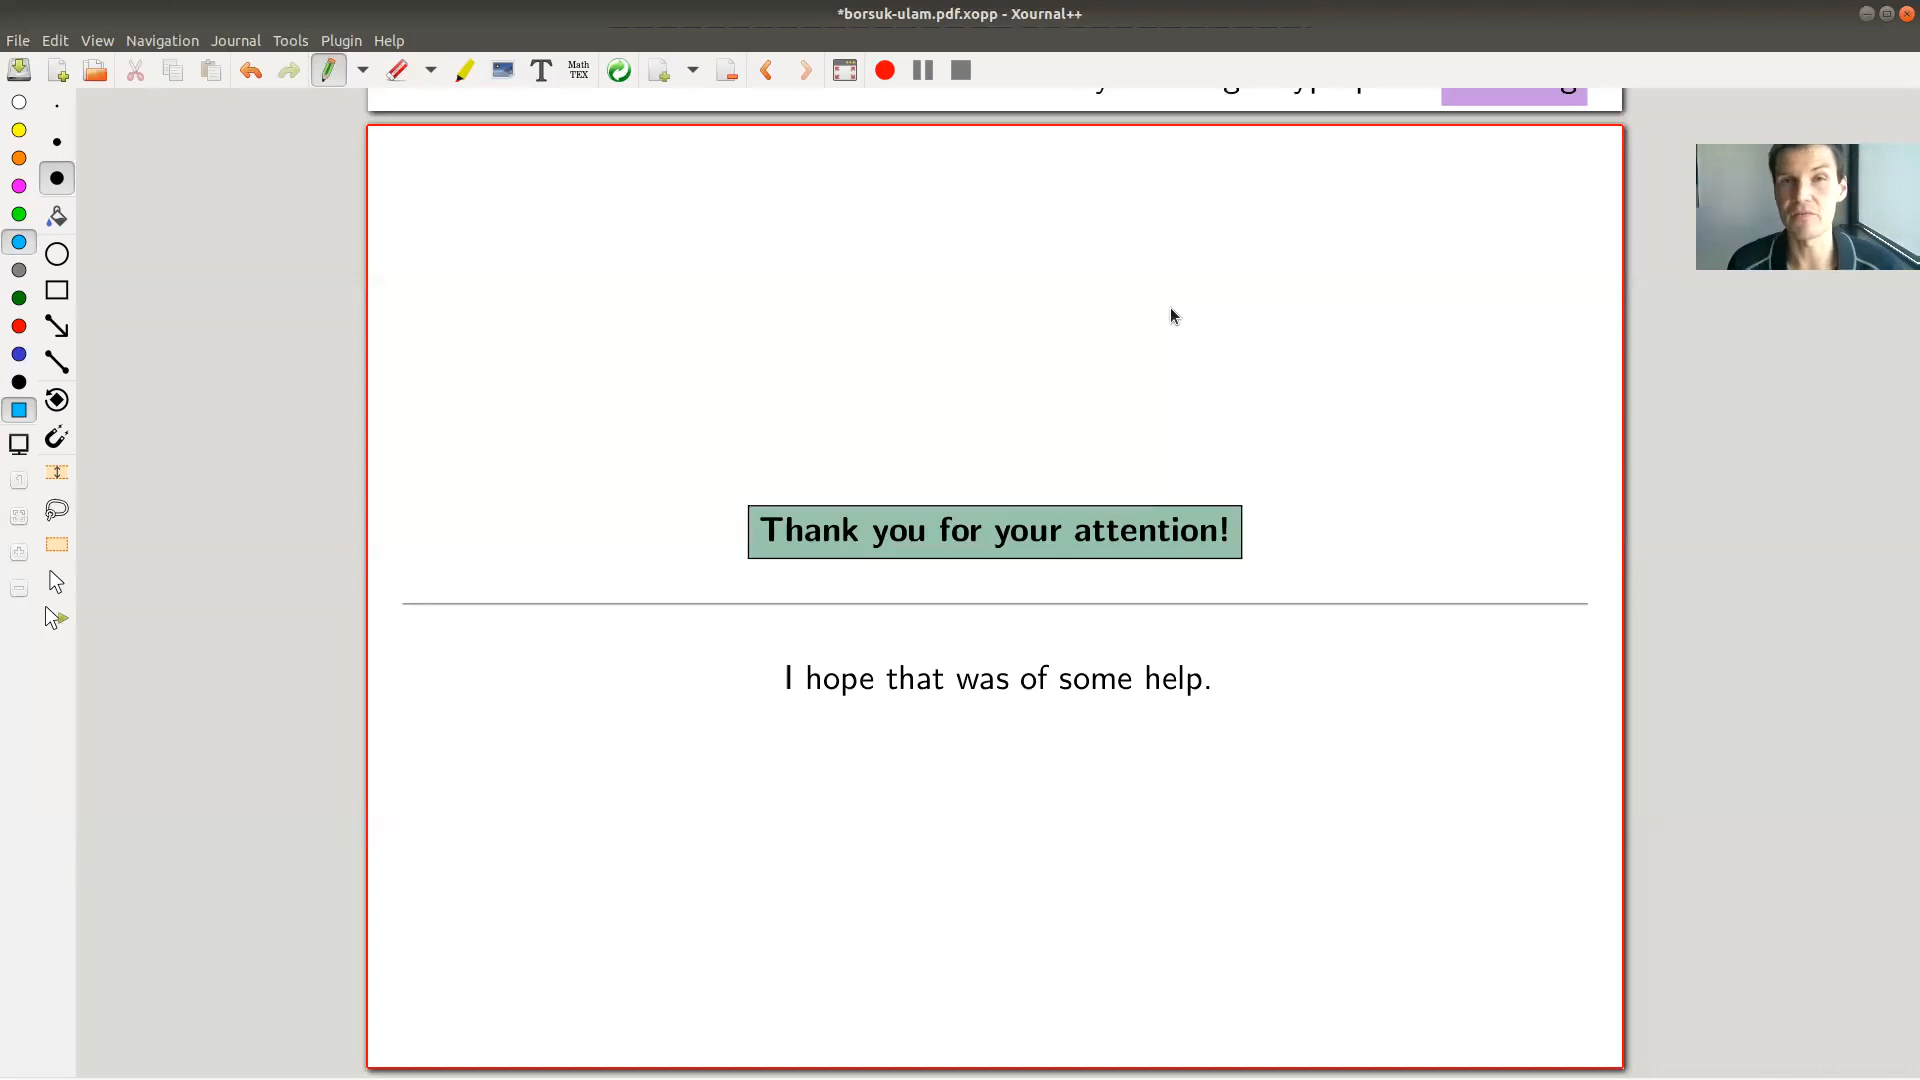 *borsuk-ulam.pdf.xopp - Xournal++
File Edit View Navigation Journal Tools Plugin Help
Math
TEX
Thank you for your attention!
I hope that was of some help.